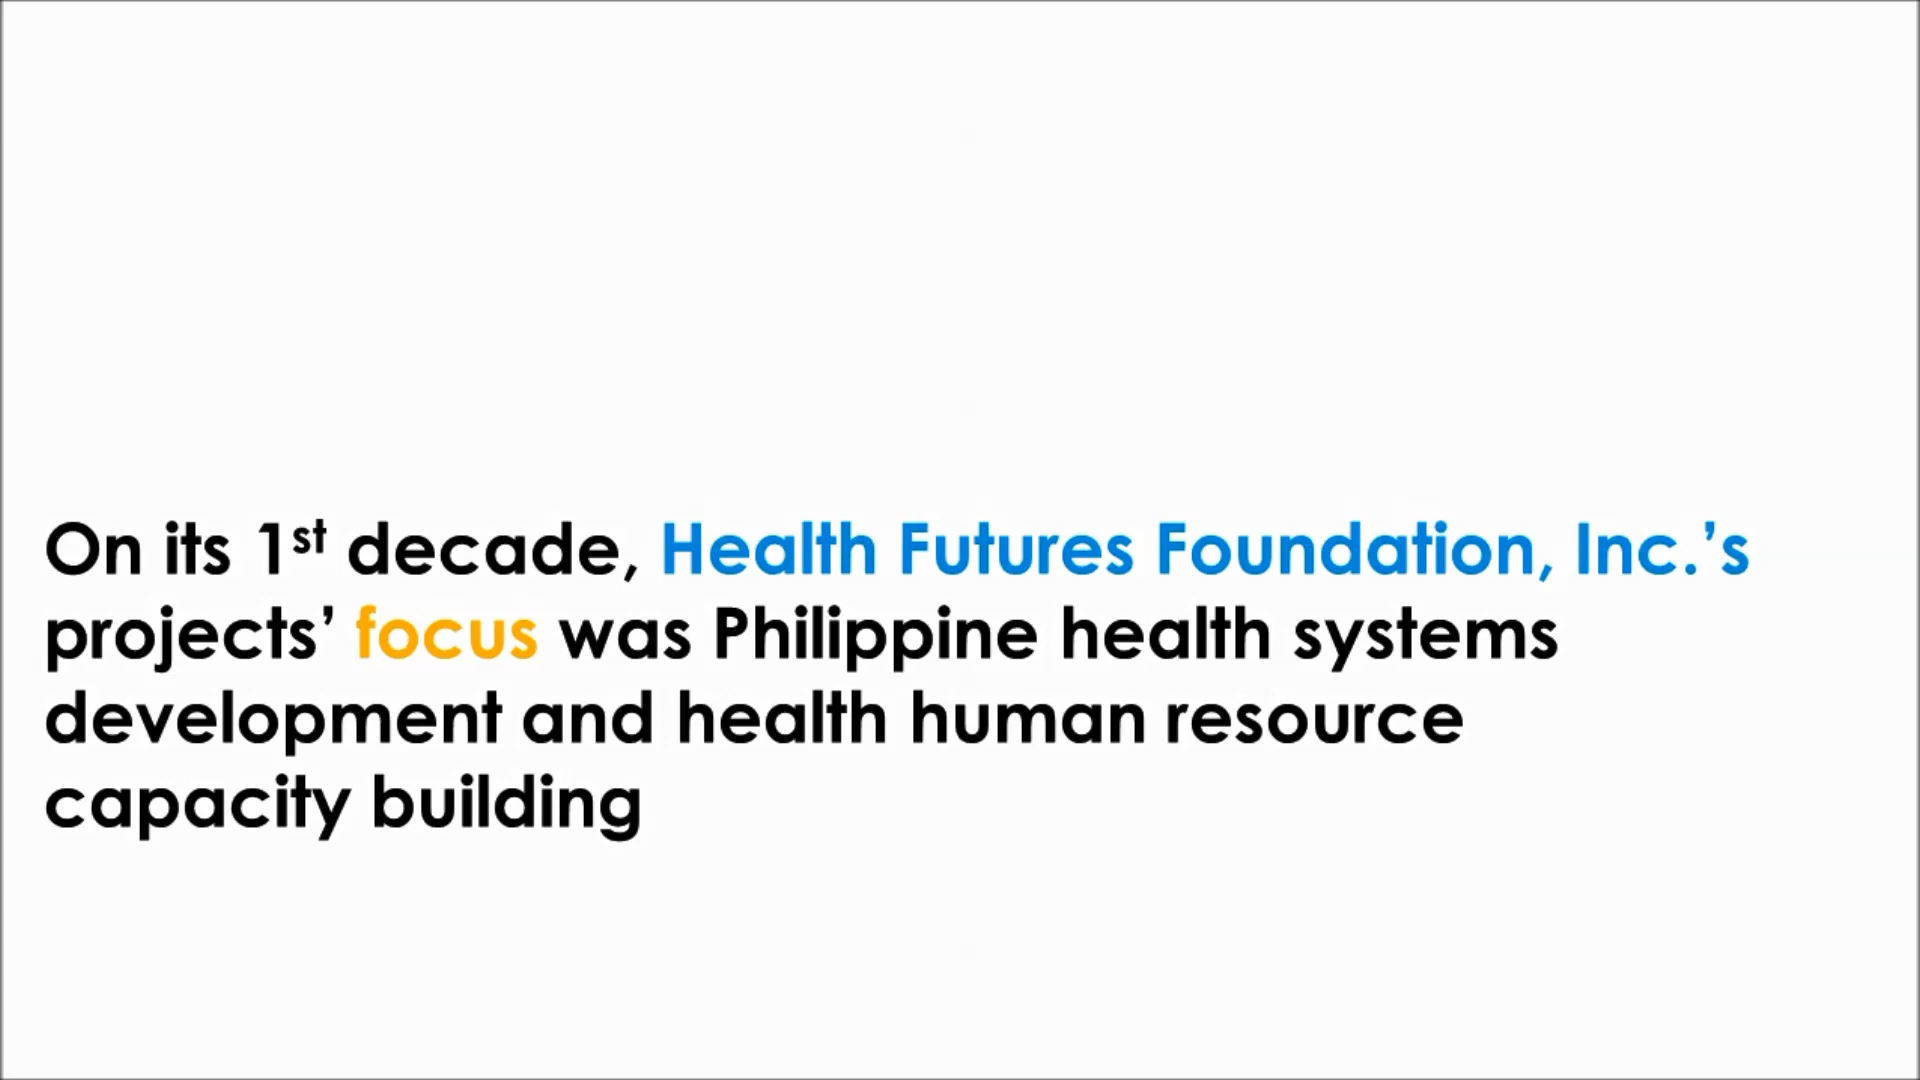 On its 1st decade, Health Futures Foundation, Inc.’s
projects’ focus was Philippine health systems
development and health human resource
capacity building